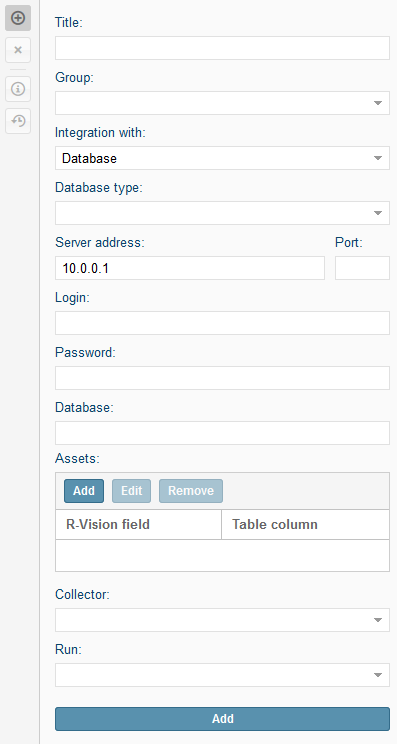 Title:
Group:
Integration with:
Database
Database type:
Server address: Port:
10.0.0.1
Login:
Password:
Database:
Assets:
Add Edit Remove
R-Vision field Table column
Collector:
Run:
Add